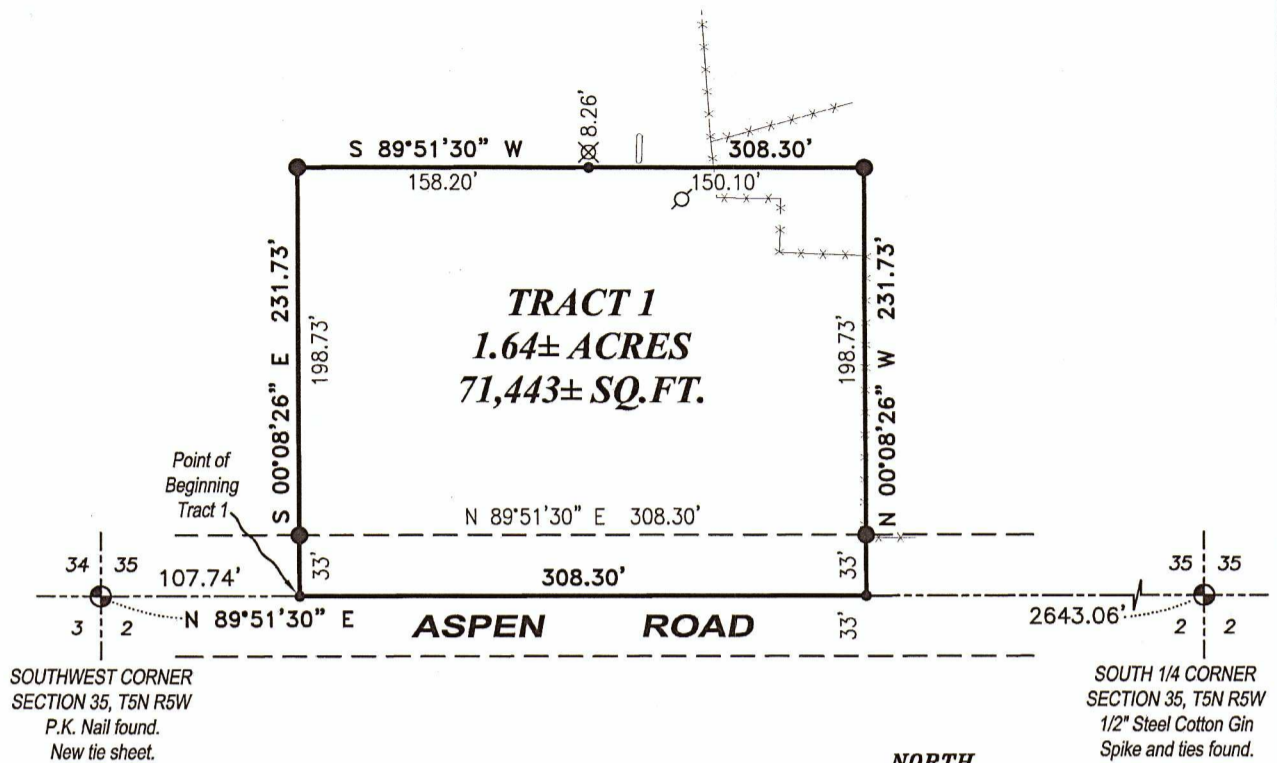 8.26'
S 89°51'30" W
308.30'
158.20'
150.10'
S 00°08'26" E 231.73'
198.73'
TRACT 1
1.64± ACRES
71,443± SQ.FT.
198.73'
N 00°08'26" W 231.73'
Point of
Beginning
Tract 1
N 89°51'30" E 308.30'
34 35
107.74'
33'
308.30'
33'
35 35
3 2
N 89°51'30" E
ASPEN ROAD
33'
2643.06'
2 2
SOUTHWEST CORNER
SECTION 35, T5N R5W
P.K. Nail found.
New tie sheet.
SOUTH 1/4 CORNER
SECTION 35, T5N R5W
1/2" Steel Cotton Gin
Spike and ties found.
NORTH